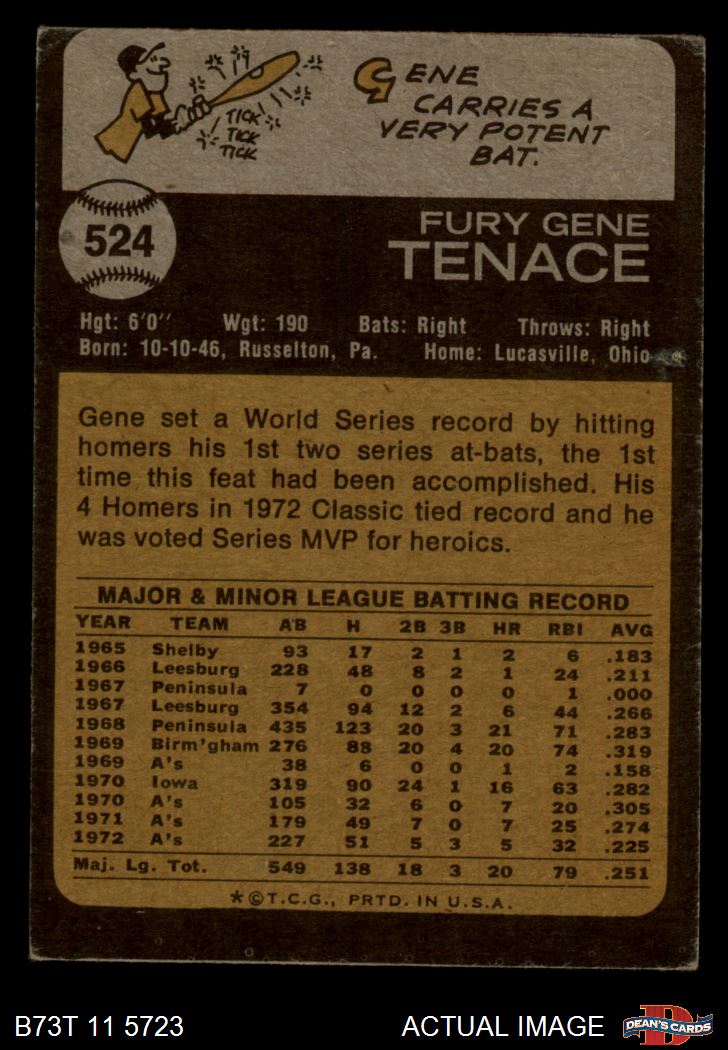 GENE
CARRIES A
VERY POTENT
BAT.
TICK
TICK
TICK
524
FURY GENE
TENACE
Hgt: 6'0" Wgt: 190 Bats: Right Throws: Right
Born: 10-10-46, Russelton, Pa. Home: Lucasville, Ohio
Gene set a World Series record by hitting
homers his 1st two series at-bats, the 1st
time this feat had been accomplished. His
4 Homers in 1972 Classic tied record and he
was voted Series MVP for heroics.
MAJOR & MINOR LEAGUE BATTING RECORD
YEAR TEAM AB H 2B 3B HR RBI AVG
1965 Shelby 93 17 2 1 2 6 .183
1966 Leesburg 228 48 8 2 1 24 .211
1967 Peninsula 7 0 0 0 0 1 .000
1967 Leesburg 354 94 12 2 6 44 .266
1968 Peninsula 435 123 20 3 21 71 .283
1969 Birm'gham 276 88 20 4 20 74 .319
1969 A's 38 6 0 0 1 2 .158
1970 Iowa 319 90 24 1 16 63 .282
1970 A's 105 32 6 0 7 20 .305
1971 A's 179 49 7 0 7 25 .274
1972 A's 227 51 5 3 5 32 .225
Maj. Lg. Tot. 549 138 18 3 20 79 .251
*©T.C.G., PRTD. IN U.S.A.
B73T 11 5723 ACTUAL IMAGE D
DEAN'S CARDS